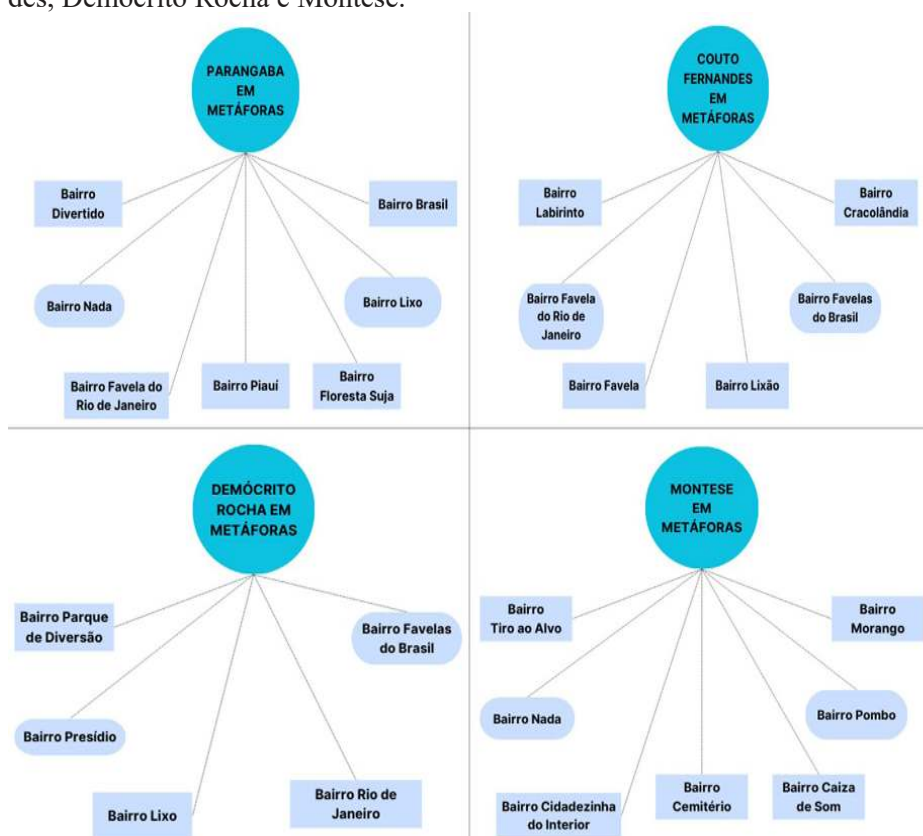 des, Demócrito Rocha e Montese.
PARANGABA
EM
METÁFORAS
Bairro
Divertido
Bairro Brasil
Bairro Nada
Bairro Lixo
Bairro Favela do
Rio de Janeiro
Bairro Piauí
Bairro
Floresta Suja
COUTO
FERNANDES
EM
METÁFORAS
Bairro
Labirinto
Bairro
Cracolândia
Bairro Favela
do Rio de
Janeiro
Bairro Favelas
do Brasil
Bairro Favela
Bairro Lixão
DEMÓCRITO
ROCHA EM
METÁFORAS
Bairro Parque
de Diversão
Bairro Favelas
do Brasil
Bairro Presídio
Bairro Lixo
Bairro Rio de
Janeiro
MONTESE
EM
METÁFORAS
Bairro
Tiro ao Alvo
Bairro
Morango
Bairro Nada
Bairro Pombo
Bairro Cidadezinha
do Interior
Bairro
Cemitério
Bairro Caiza
de Som